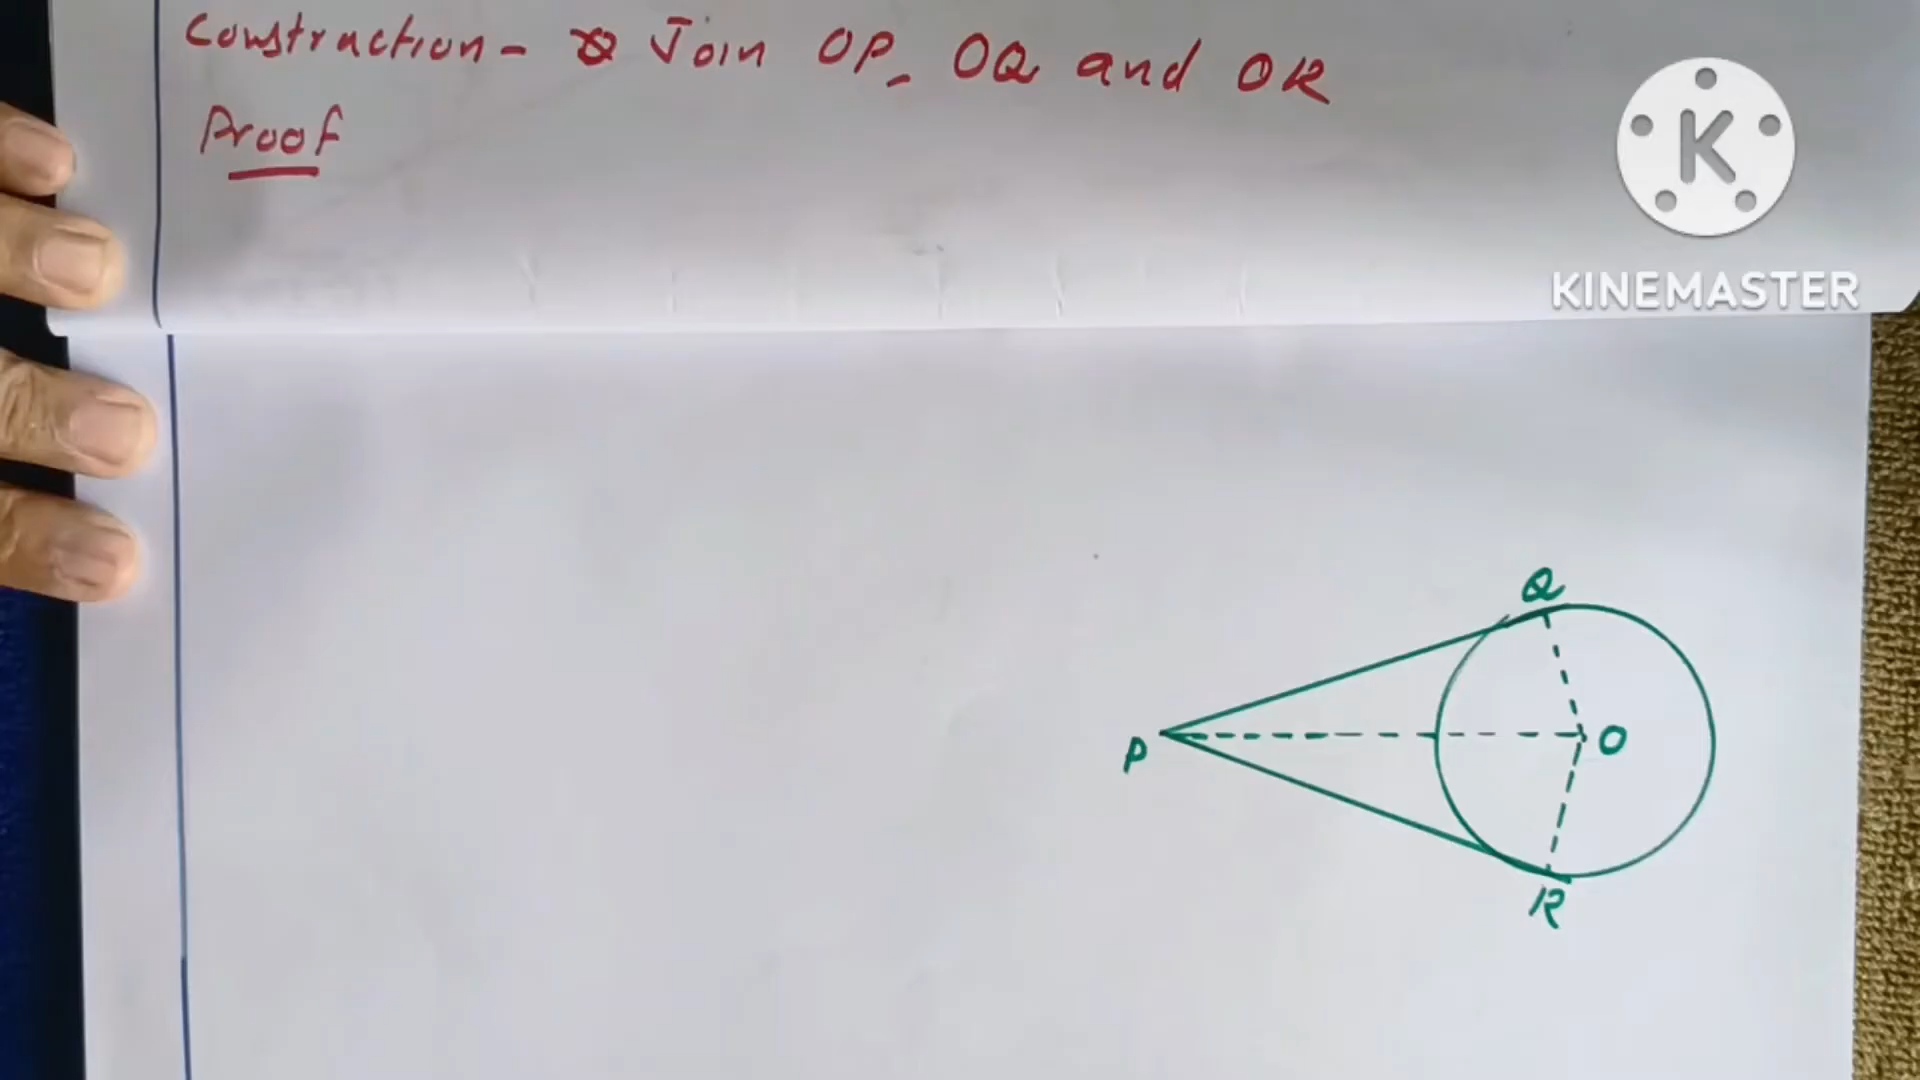 Construction - Join OP, OQ and OR
Proof
K
KINEMASTER
Q
P
O
R